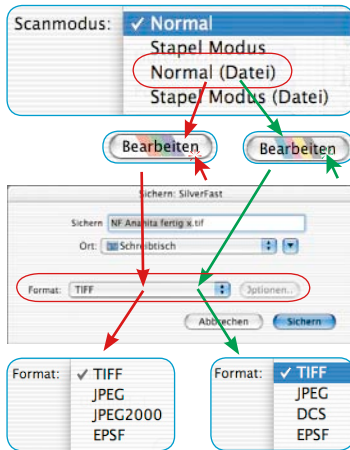 Scanmodus: ✓ Normal
Stapel Modus
Normal (Datei)
Stapel Modus (Datei)
Bearbeiten Bearbeiten
Sichern: SilverFast
Sichern NF Ananita fertig x.tif
Ort: Schreibtisch
Format: TIFF Optionen..
Abbrechen Sichern
Format: ✓ TIFF
JPEG
JPEG2000
EPSF
Format: ✓ TIFF
JPEG
DCS
EPSF